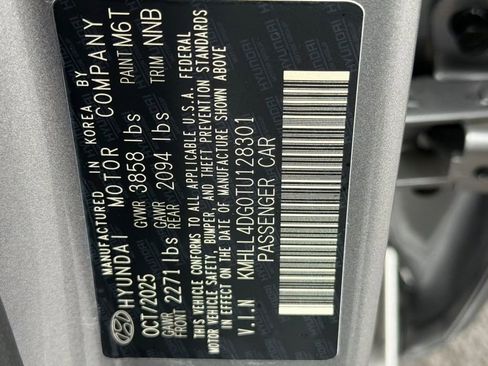 MANUFACTURED IN KOREA BY
HYUNDAI MOTOR COMPANY
OCT/2025 GVWR 3858 lbs PAINT M6T
GAWR FRONT 2271 lbs GAWR REAR 2094 lbs TRIM NNB
THIS VEHICLE CONFORMS TO ALL APPLICABLE U.S.A. FEDERAL
MOTOR VEHICLE SAFETY, BUMPER, AND THEFT PREVENTION STANDARDS
IN EFFECT ON THE DATE OF MANUFACTURE SHOWN ABOVE
V.I.N KMHLL4DG0TU128301
PASSENGER CAR